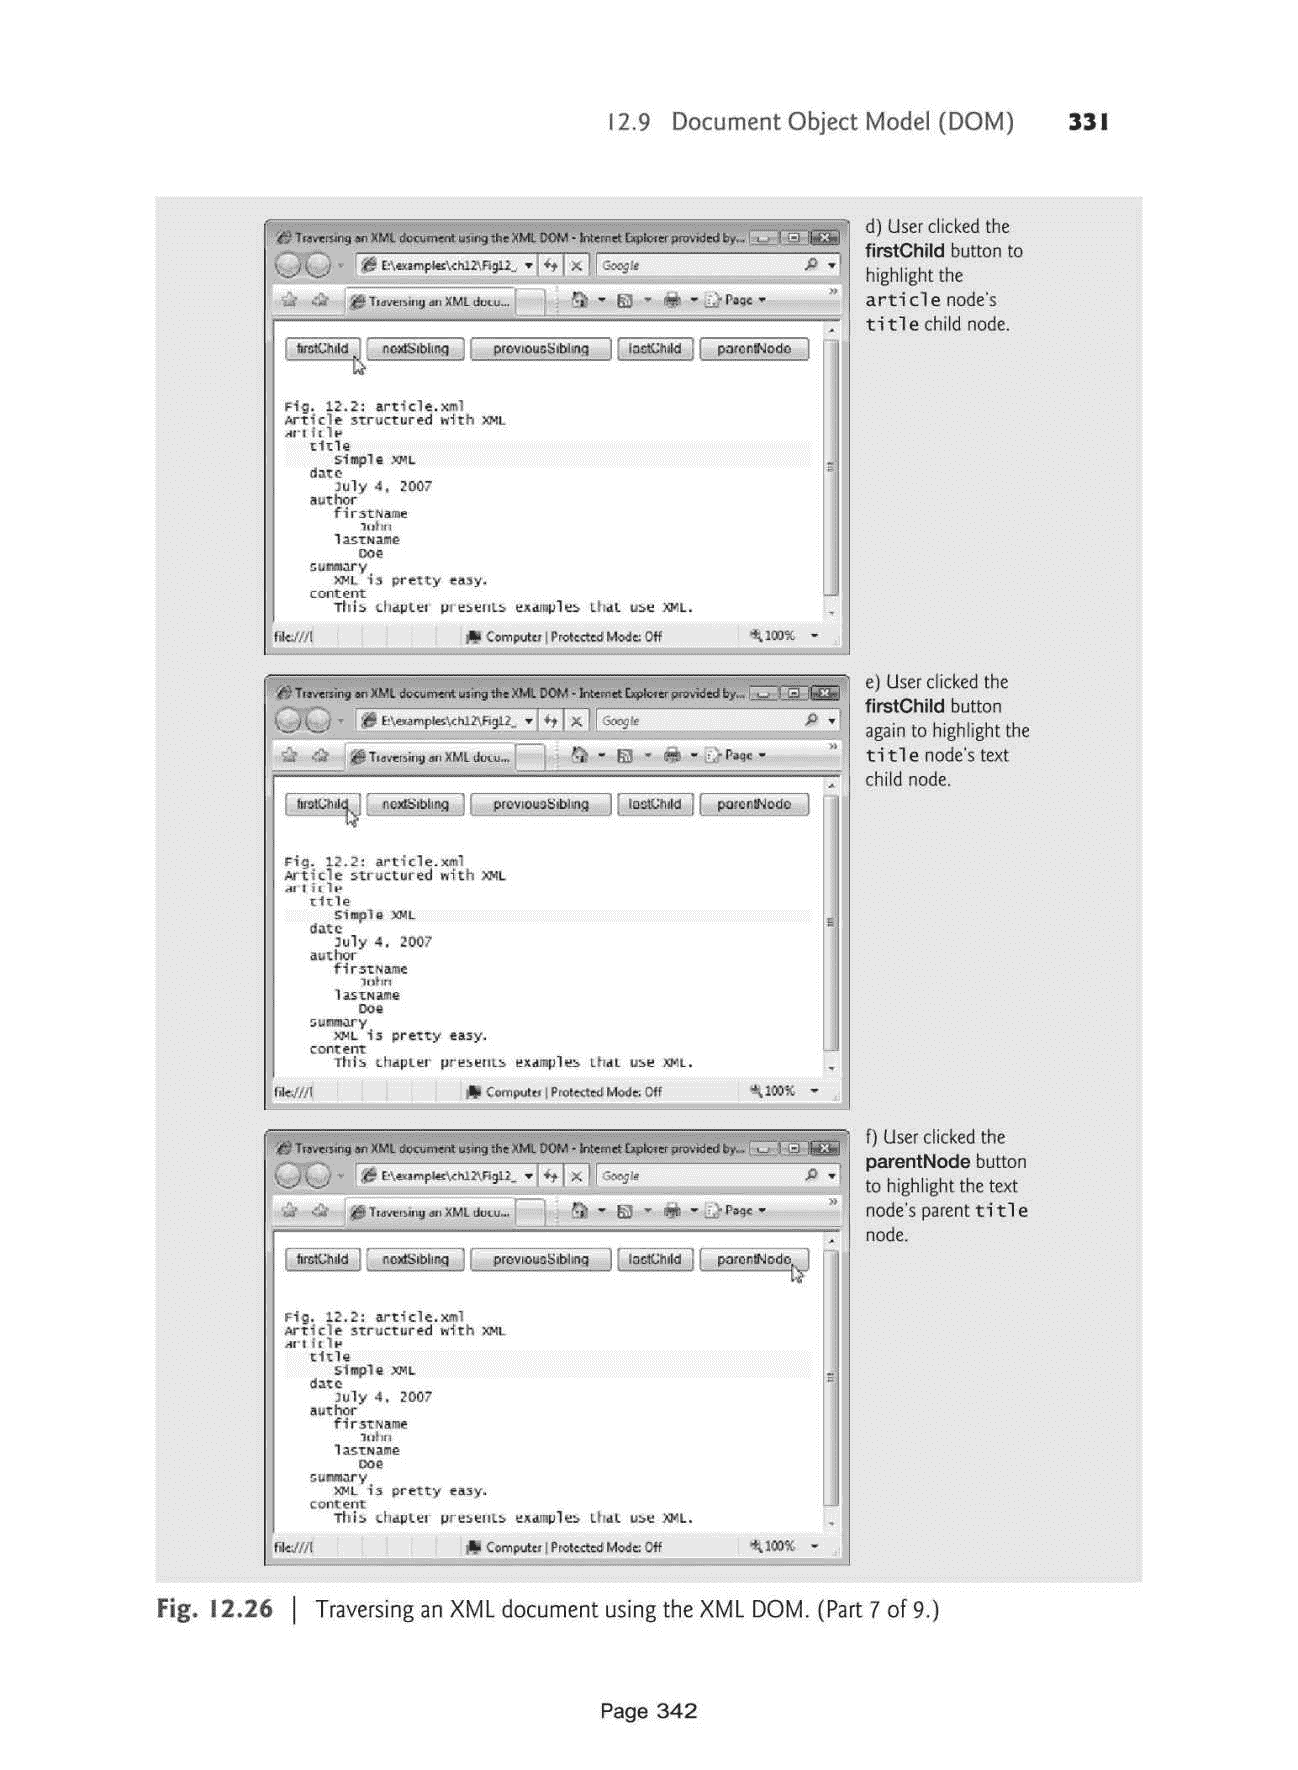 12.9 Document Object Model (DOM) 331
Traversing an XML document using the XML DOM - Internet Explorer provided by...
E:\examples\ch12\Fig12_ Google
Traversing an XML docu... Page »
firstChild nextSibling previousSibling lastChild parentNode
Fig. 12.2: article.xml
Article structured with XML
article
title
Simple XML
date
July 4, 2007
author
firstName
John
lastName
Doe
summary
XML is pretty easy.
content
This chapter presents examples that use XML.
file:///
Computer | Protected Mode: Off 100%
d) User clicked the
firstChild button to
highlight the
article node's
title child node.
Traversing an XML document using the XML DOM - Internet Explorer provided by...
E:\examples\ch12\Fig12_ Google
Traversing an XML docu... Page »
firstChild nextSibling previousSibling lastChild parentNode
Fig. 12.2: article.xml
Article structured with XML
article
title
Simple XML
date
July 4, 2007
author
firstName
John
lastName
Doe
summary
XML is pretty easy.
content
This chapter presents examples that use XML.
file:///
Computer | Protected Mode: Off 100%
e) User clicked the
firstChild button
again to highlight the
title node's text
child node.
Traversing an XML document using the XML DOM - Internet Explorer provided by...
E:\examples\ch12\Fig12_ Google
Traversing an XML docu... Page »
firstChild nextSibling previousSibling lastChild parentNode
Fig. 12.2: article.xml
Article structured with XML
article
title
Simple XML
date
July 4, 2007
author
firstName
John
lastName
Doe
summary
XML is pretty easy.
content
This chapter presents examples that use XML.
file:///
Computer | Protected Mode: Off 100%
f) User clicked the
parentNode button
to highlight the text
node's parent title
node.
Fig. 12.26 | Traversing an XML document using the XML DOM. (Part 7 of 9.)
Page 342